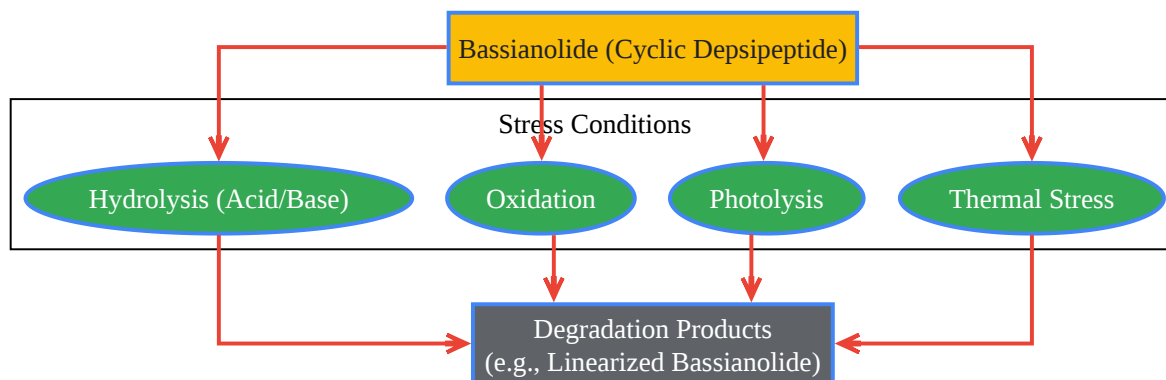 Bassianolide (Cyclic Depsipeptide)
Stress Conditions
Hydrolysis (Acid/Base)
Oxidation
Photolysis
Thermal Stress
Degradation Products
(e.g., Linearized Bassianolide)